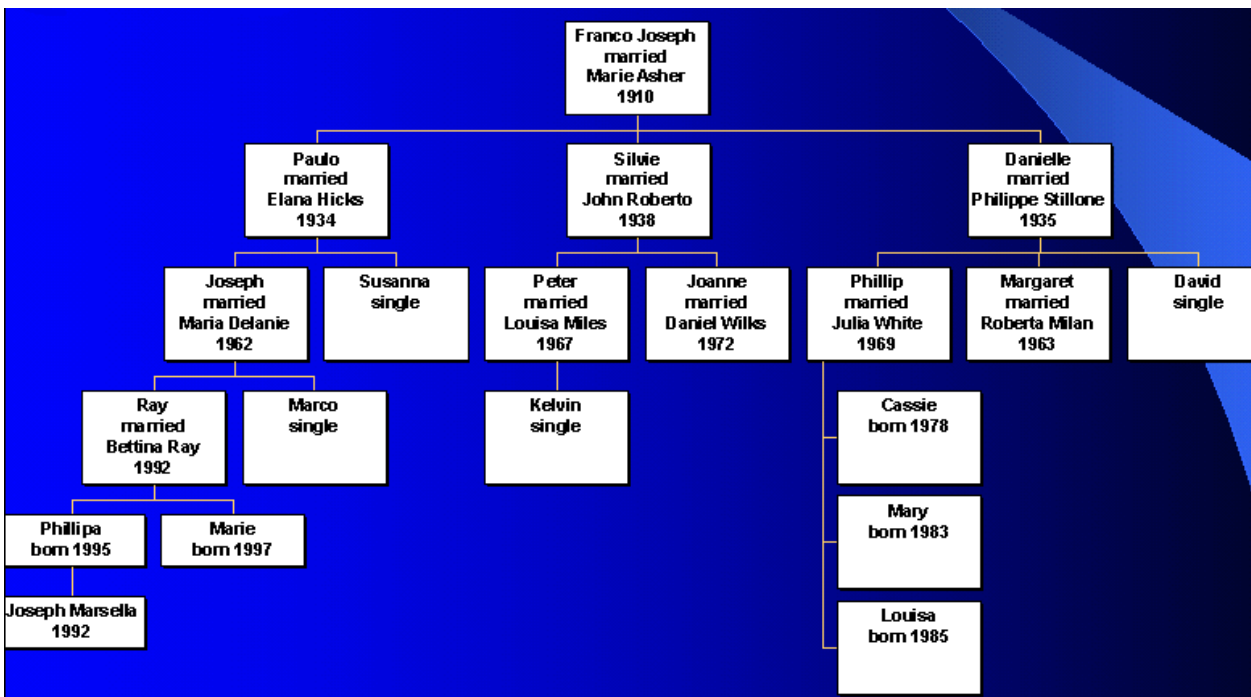 Franco Joseph
married
Marie Asher
1910
Paulo
married
Elana Hicks
1934
Silvie
married
John Roberto
1938
Danielle
married
Philippe Stillone
1935
Joseph
married
Maria Delanie
1962
Susanna
single
Peter
married
Louisa Miles
1967
Joanne
married
Daniel Wilks
1972
Phillip
married
Julia White
1969
Margaret
married
Roberta Milan
1963
David
single
Ray
married
Bettina Ray
1992
Marco
single
Kelvin
single
Cassie
born 1978
Mary
born 1983
Louisa
born 1985
Phillipa
born 1995
Marie
born 1997
Joseph Marsella
1992